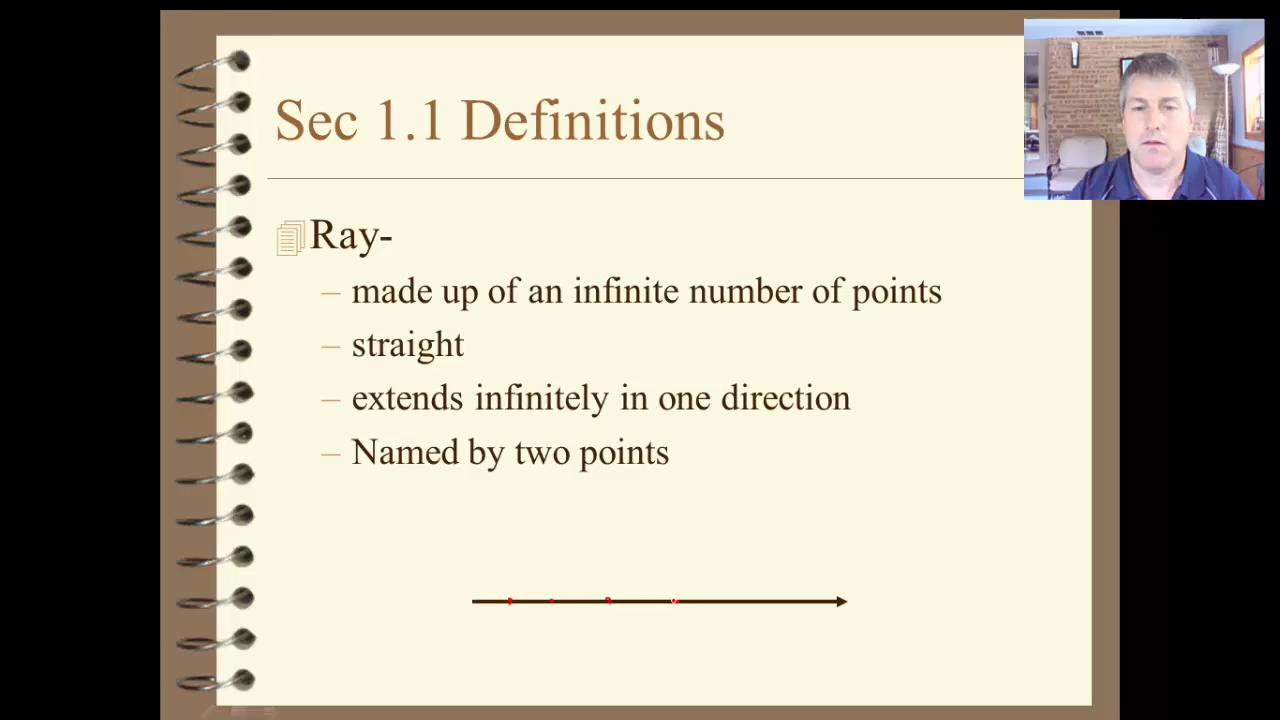 Sec 1.1 Definitions
Ray-
– made up of an infinite number of points
– straight
– extends infinitely in one direction
– Named by two points